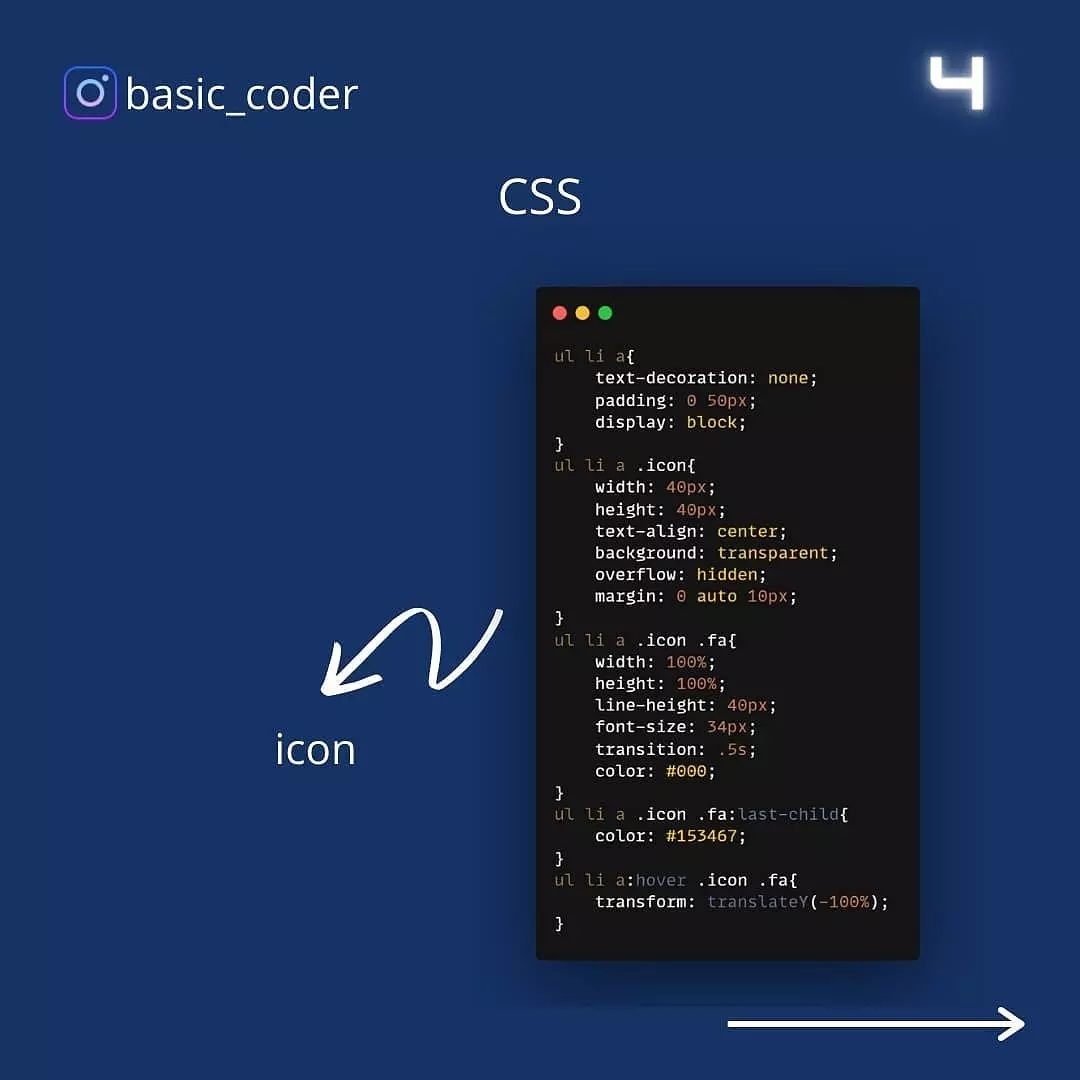 basic_coder
4
CSS
ul li a{
    text-decoration: none;
    padding: 0 50px;
    display: block;
}
ul li a .icon{
    width: 40px;
    height: 40px;
    text-align: center;
    background: transparent;
    overflow: hidden;
    margin: 0 auto 10px;
}
ul li a .icon .fa{
    width: 100%;
    height: 100%;
    line-height: 40px;
    font-size: 34px;
    transition: .5s;
    color: #000;
}
ul li a .icon .fa:last-child{
    color: #153467;
}
ul li a:hover .icon .fa{
    transform: translateY(-100%);
}
icon